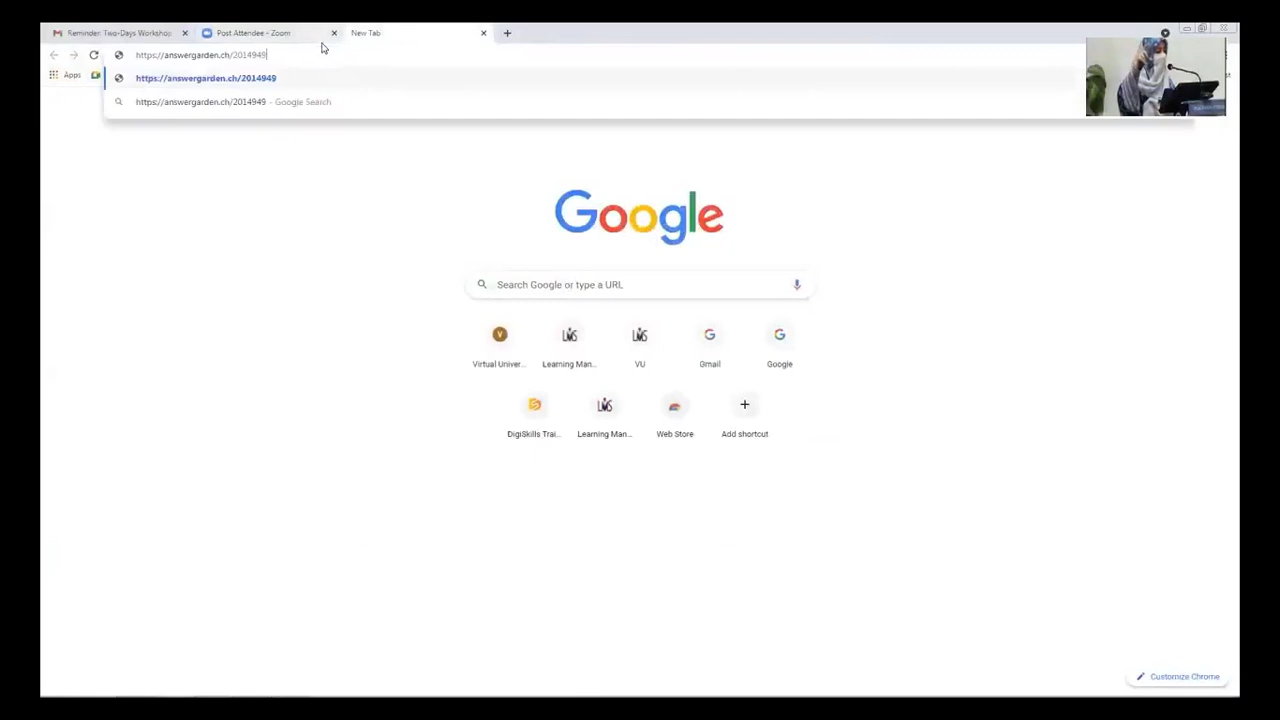 Reminder: Two-Days Workshop
Post Attendee - Zoom
New Tab
https://answergarden.ch/2014949
Apps
https://answergarden.ch/2014949
https://answergarden.ch/2014949 - Google Search
Google
Search Google or type a URL
Virtual Univer...
Learning Man...
VU
Gmail
Google
DigiSkills Trai...
Learning Man...
Web Store
Add shortcut
Customize Chrome